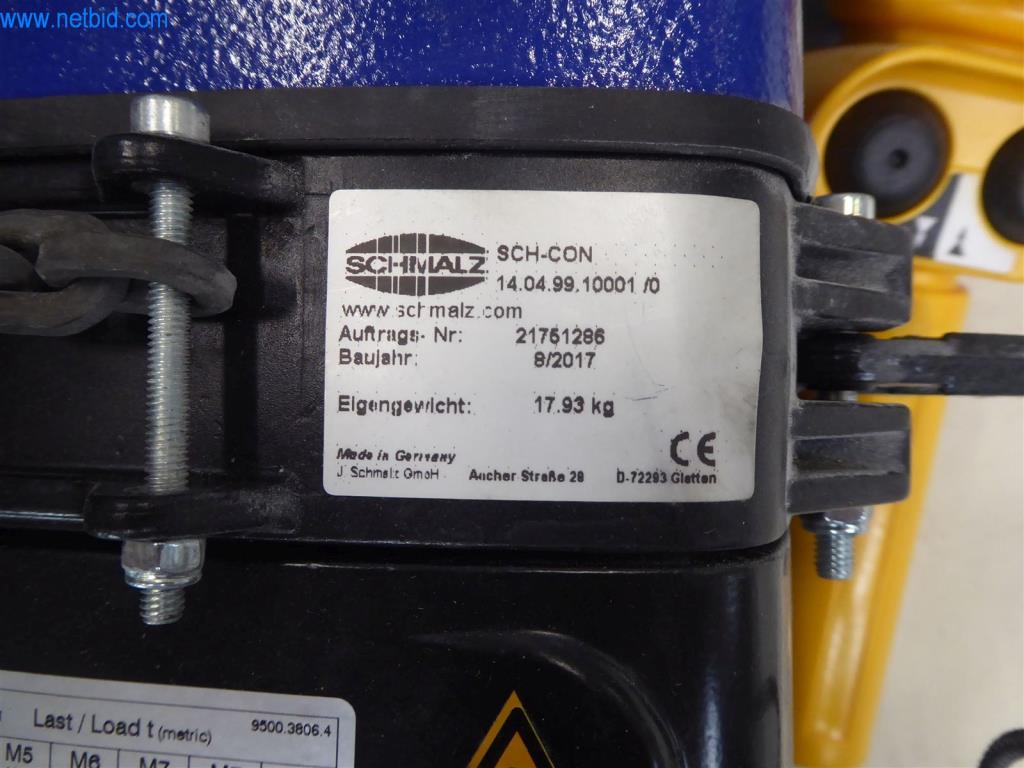 www.netbid.com
SCHMALZ
SCH-CON
14.04.99.10001 /0
www.schmalz.com
Auftrags- Nr: 21751286
Baujahr: 8/2017
Eigengewicht: 17.93 kg
CE
Made in Germany
J. Schmalz GmbH Aacher Straße 29 D-72293 Glatten
Last / Load t (metric) 9500.3806.4
M5 M6 M7